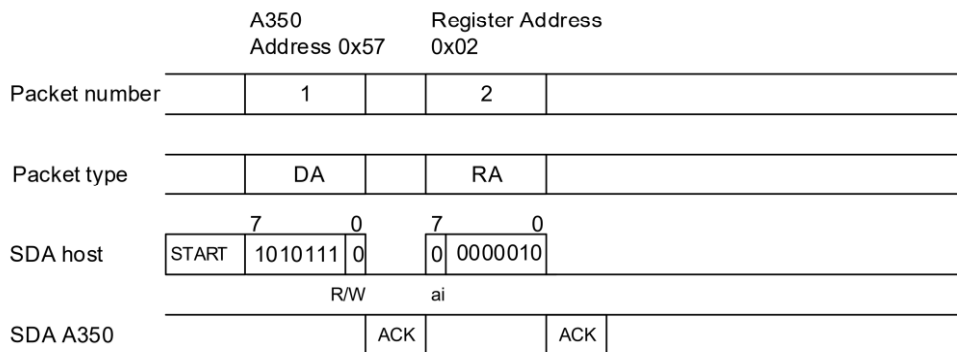 A350 Register Address
Address 0x57 0x02
Packet number 1 2
Packet type DA RA
7 0 7 0
SDA host START 1010111 0 0 0000010
R/W ai
SDA A350 ACK ACK